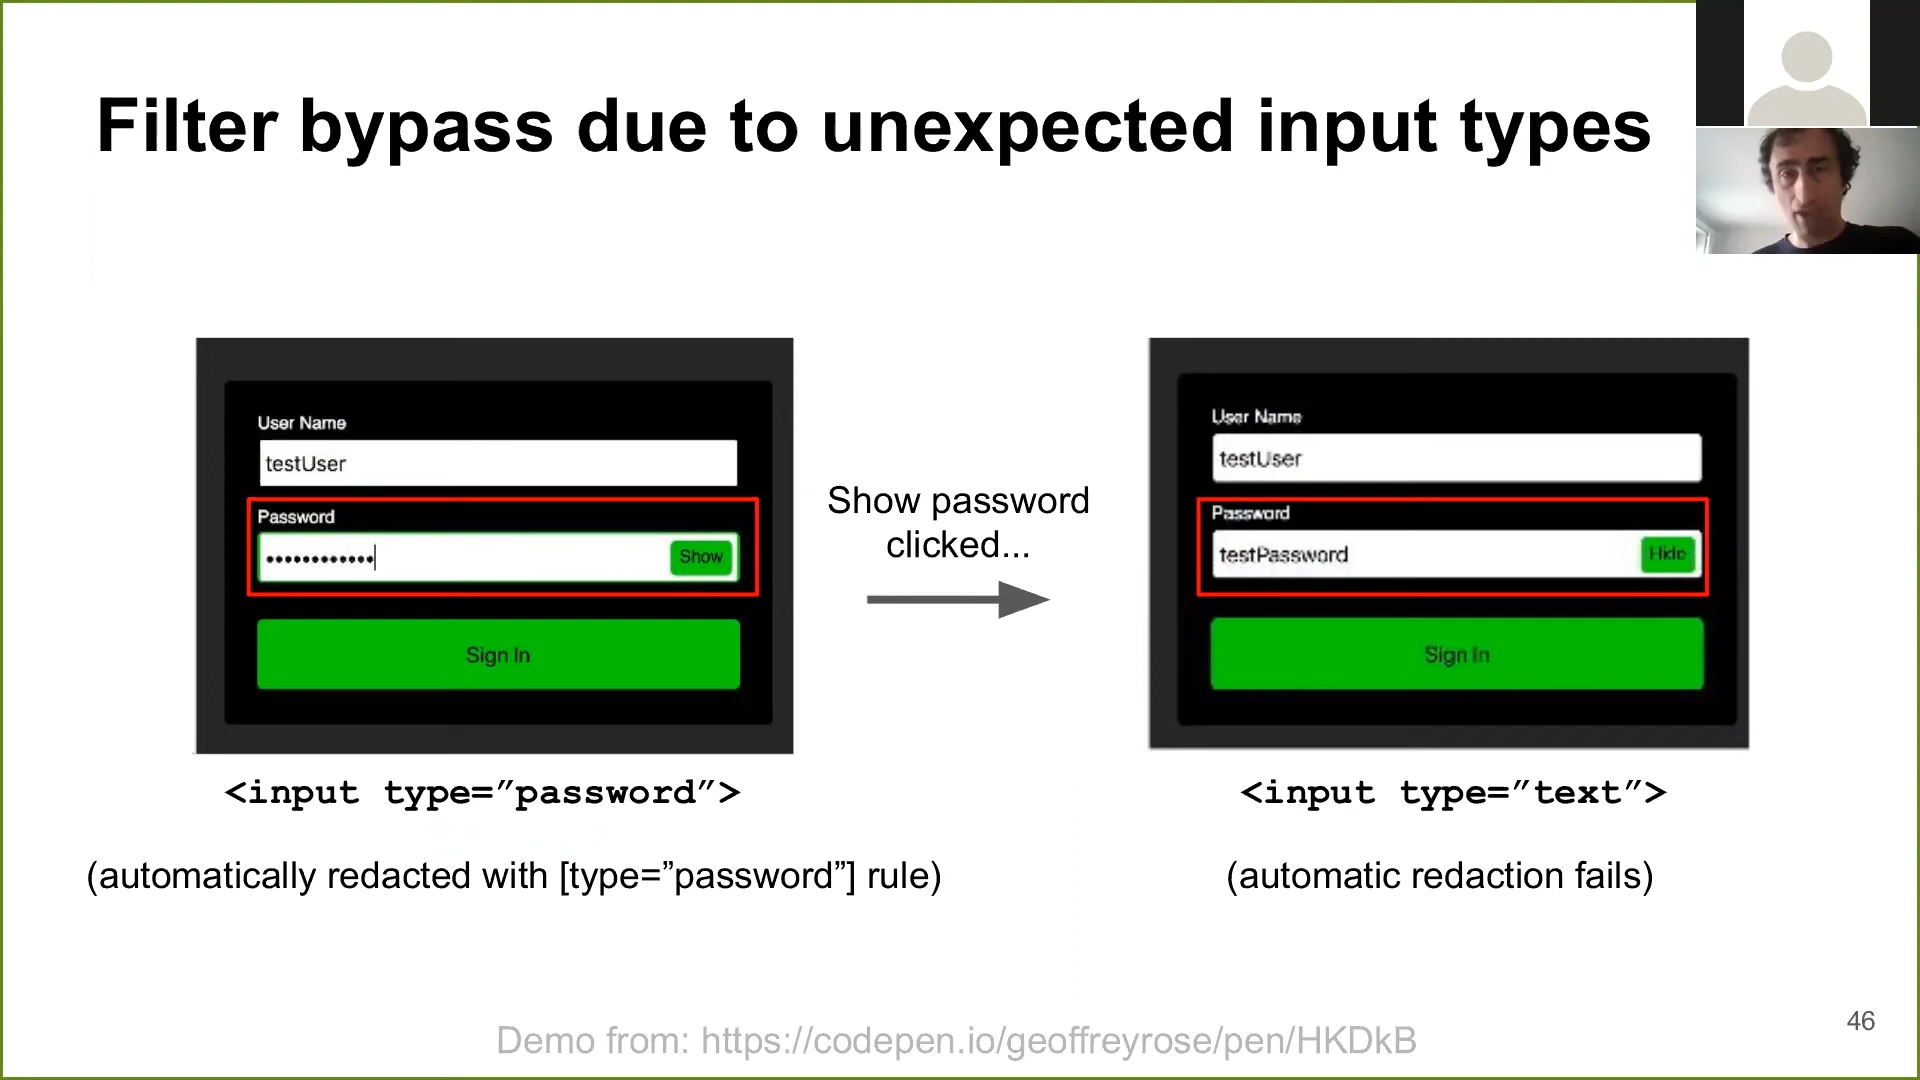 Filter bypass due to unexpected input types
User Name
testUser
Password
••••••••••••
Show
Sign In
Show password
clicked...
User Name
testUser
Password
testPassword
Hide
Sign In
<input type=”password”>
<input type=”text”>
(automatically redacted with [type=”password”] rule)
(automatic redaction fails)
46
Demo from: https://codepen.io/geoffreyrose/pen/HKDkB